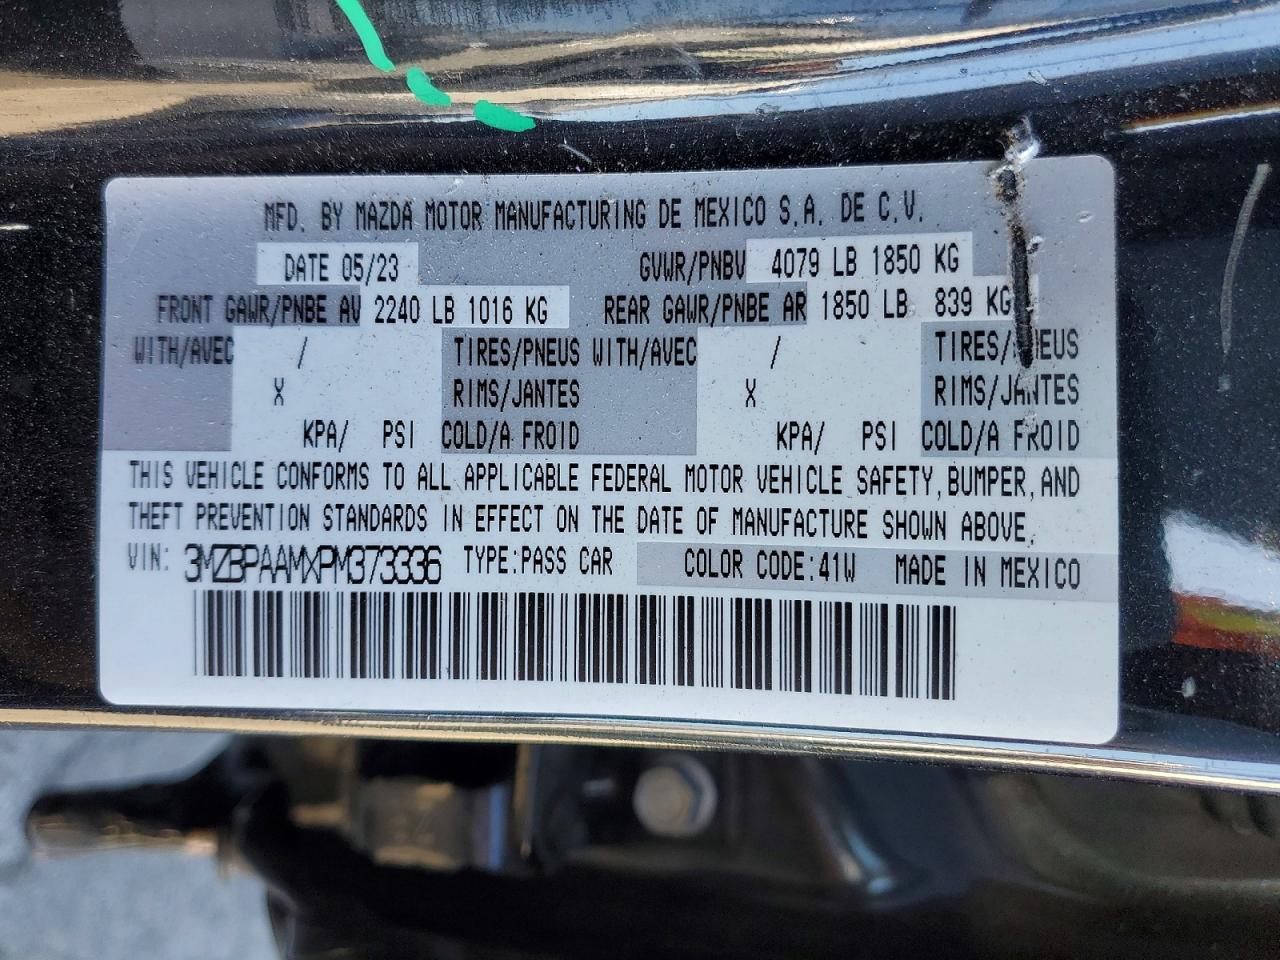 MFD. BY MAZDA MOTOR MANUFACTURING DE MEXICO S.A. DE C.V.
DATE 05/23 GVWR/PNBV 4079 LB 1850 KG
FRONT GAWR/PNBE AV 2240 LB 1016 KG REAR GAWR/PNBE AR 1850 LB 839 KG
WITH/AVEC / TIRES/PNEUS WITH/AVEC / TIRES/PNEUS
X RIMS/JANTES X RIMS/JANTES
KPA/ PSI COLD/A FROID KPA/ PSI COLD/A FROID
THIS VEHICLE CONFORMS TO ALL APPLICABLE FEDERAL MOTOR VEHICLE SAFETY, BUMPER, AND
THEFT PREVENTION STANDARDS IN EFFECT ON THE DATE OF MANUFACTURE SHOWN ABOVE.
VIN: 3MZBPAAMXPM373336 TYPE:PASS CAR COLOR CODE:41W MADE IN MEXICO